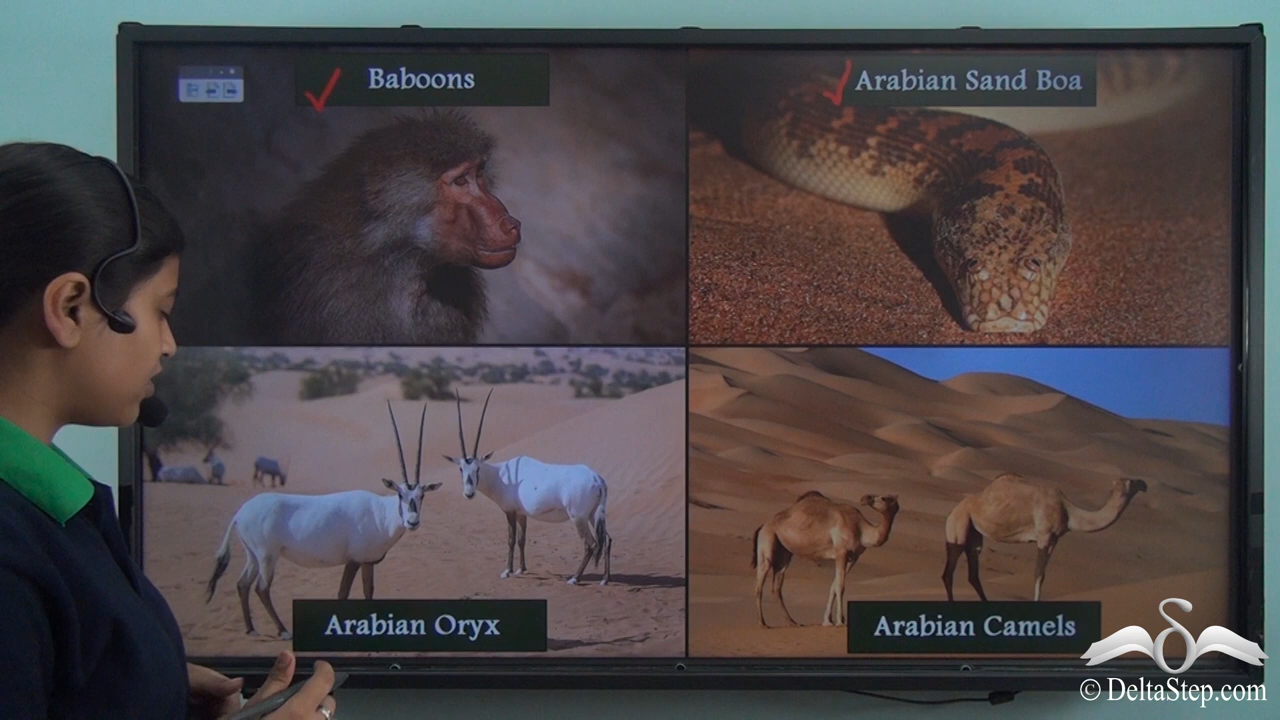 Baboons
Arabian Sand Boa
Arabian Oryx
Arabian Camels
© DeltaStep.com